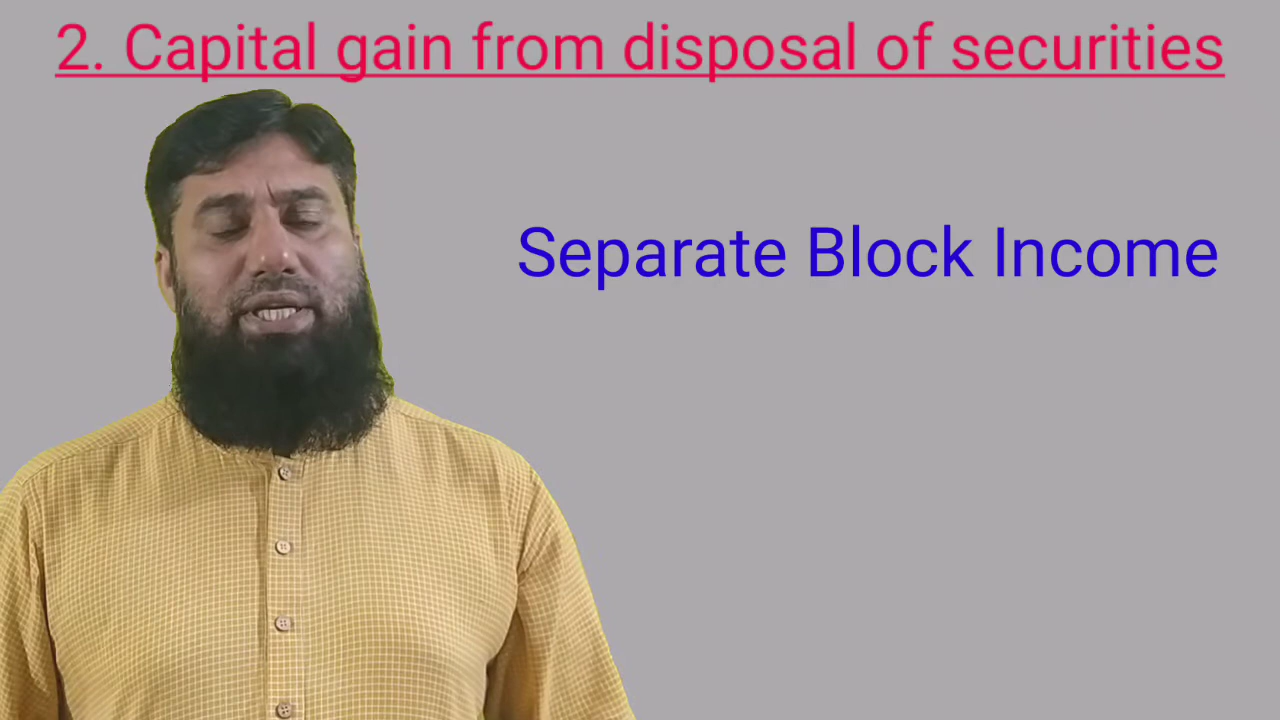 2. Capital gain from disposal of securities
Separate Block Income